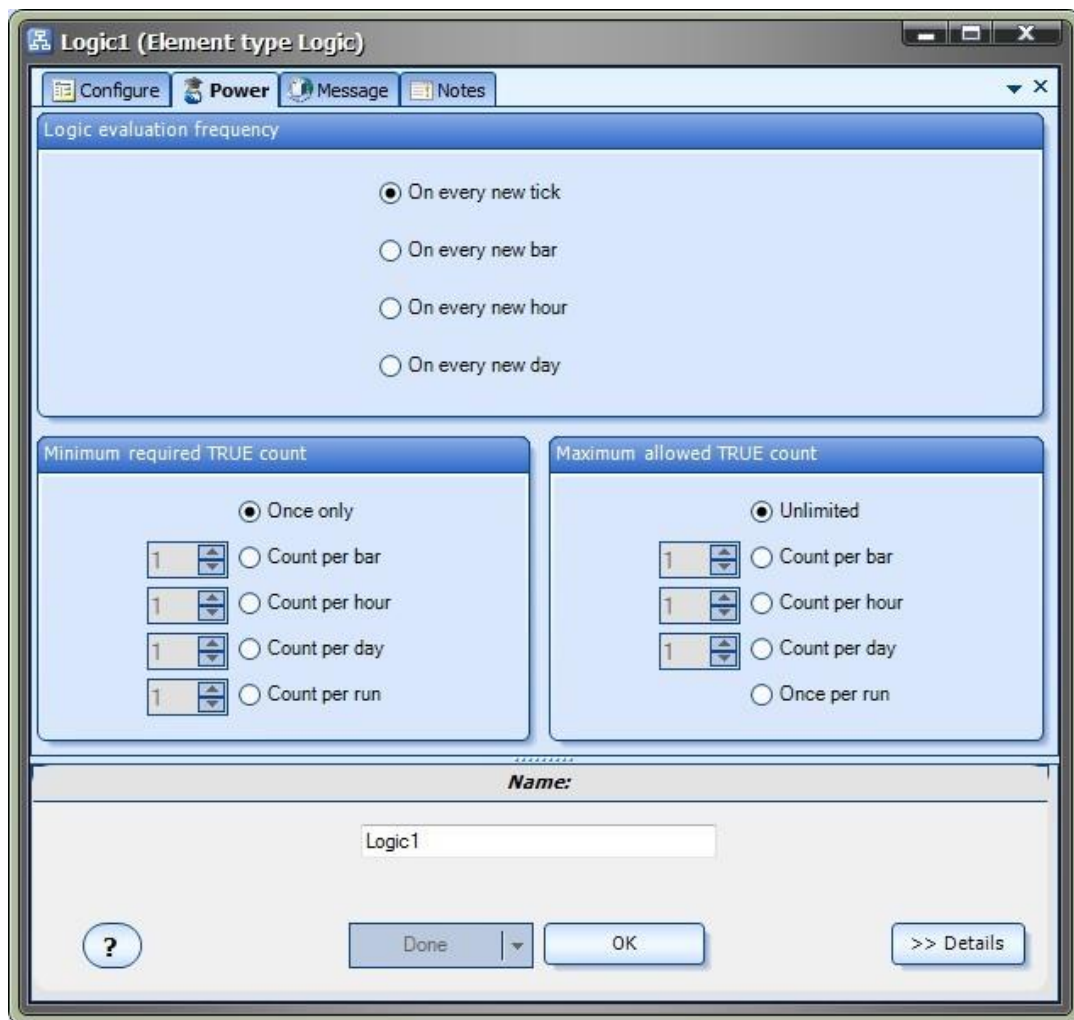 Logic1 (Element type Logic)
Configure Power Message Notes
Logic evaluation frequency
On every new tick
On every new bar
On every new hour
On every new day
Minimum required TRUE count
Once only
1 Count per bar
1 Count per hour
1 Count per day
1 Count per run
Maximum allowed TRUE count
Unlimited
1 Count per bar
1 Count per hour
1 Count per day
Once per run
Name:
Logic1
? Done OK >> Details